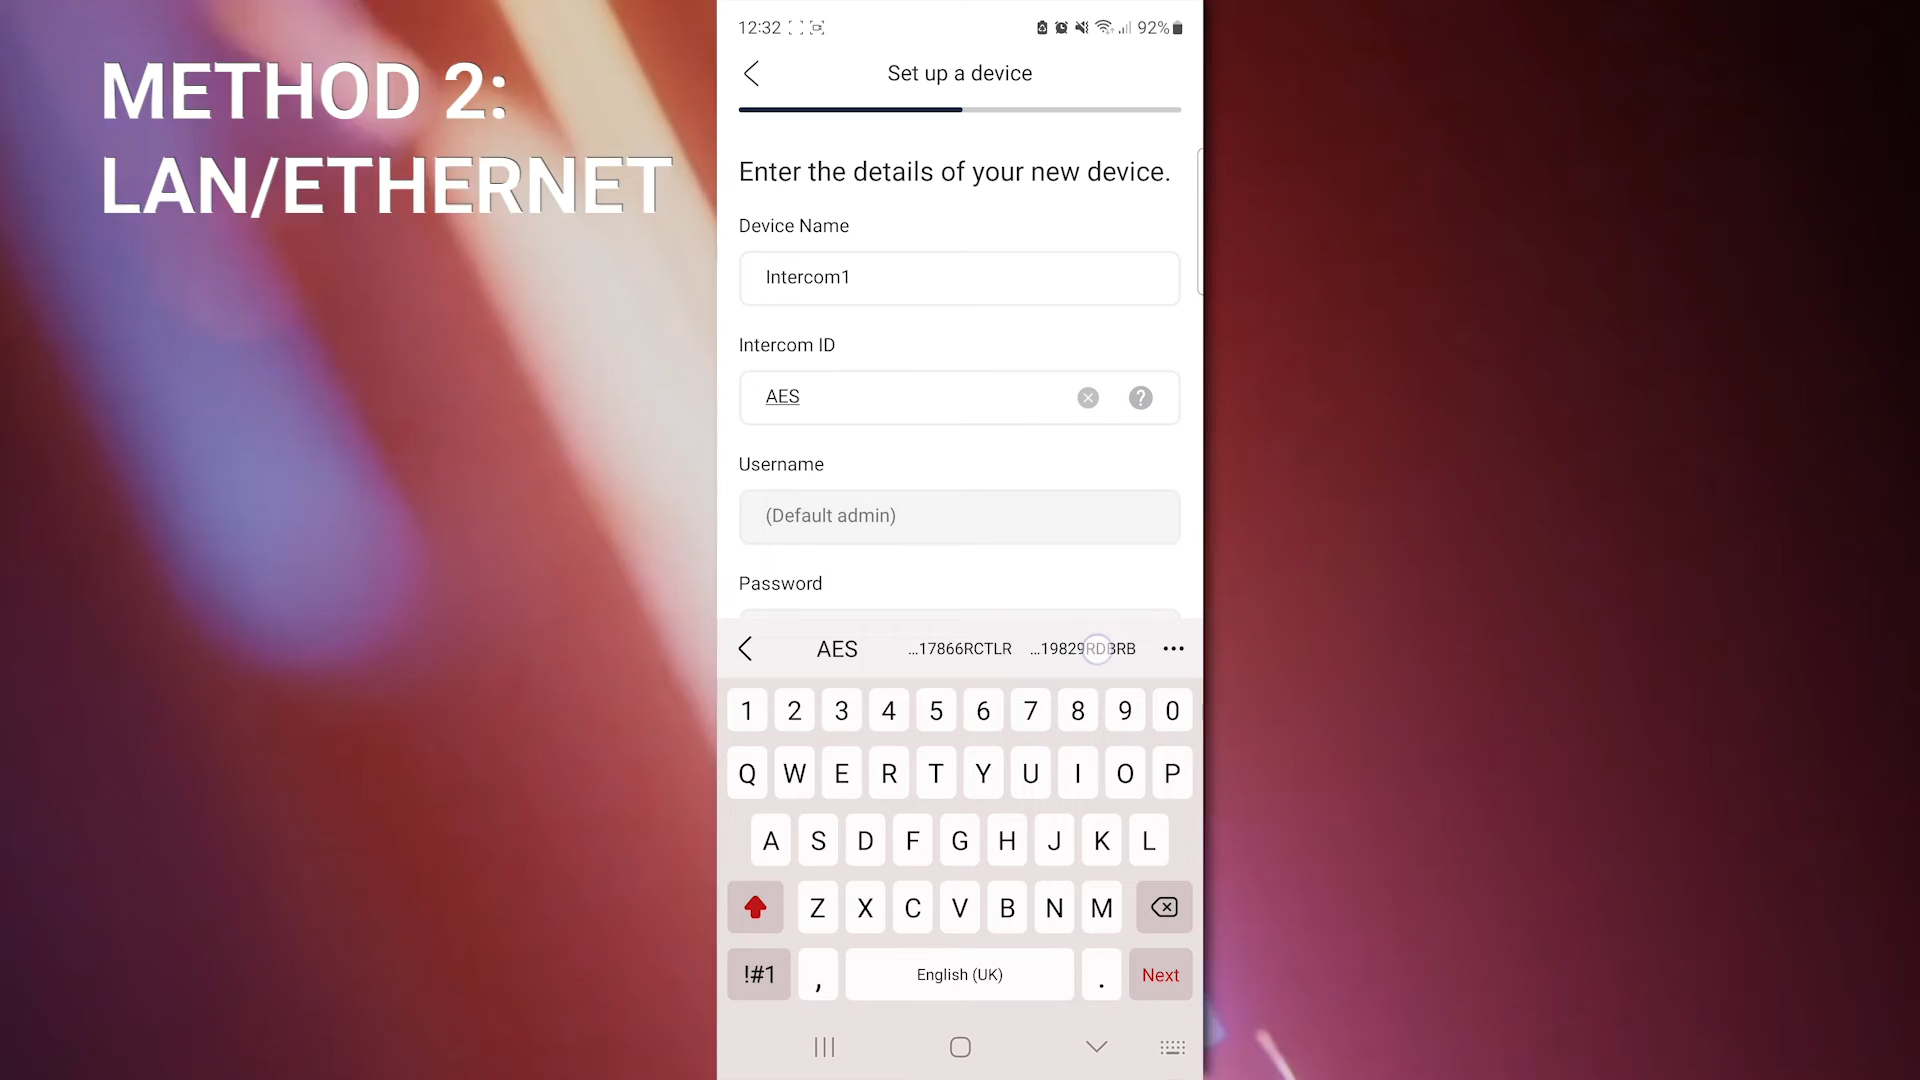 METHOD 2:
LAN/ETHERNET
12:32
92%
Set up a device
Enter the details of your new device.
Device Name
Intercom1
Intercom ID
AES
?
Username
(Default admin)
Password
AES ...17866RCTLR ...19829RDBRB
1 2 3 4 5 6 7 8 9 0
Q W E R T Y U I O P
A S D F G H J K L
Z X C V B N M
!#1 , English (UK) . Next